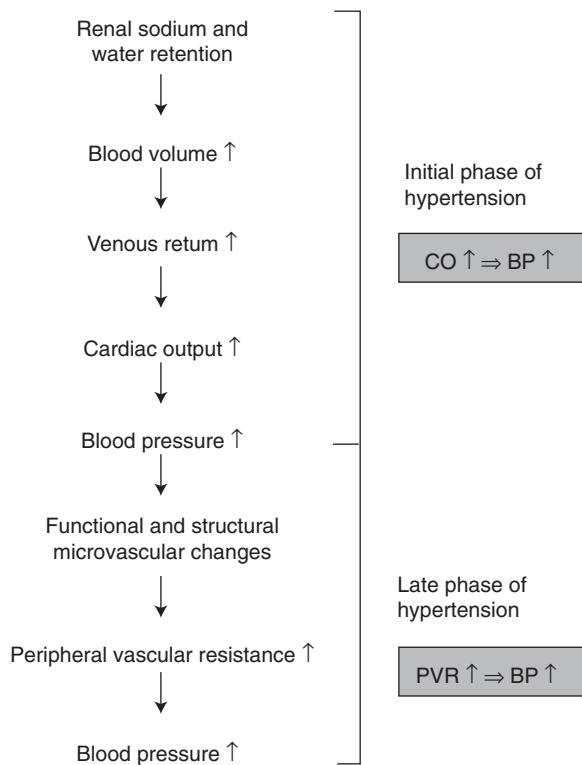 Renal sodium and
water retention
Blood volume ↑
Venous retum ↑
Cardiac output ↑
Blood pressure ↑
Functional and structural
microvascular changes
Peripheral vascular resistance ↑
Blood pressure ↑
Initial phase of
hypertension
CO ↑ ⇒ BP ↑
Late phase of
hypertension
PVR ↑ ⇒ BP ↑